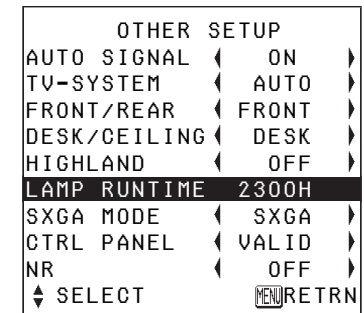 OTHER SETUP
AUTO SIGNAL ON
TV-SYSTEM AUTO
FRONT/REAR FRONT
DESK/CEILING DESK
HIGHLAND OFF
LAMP RUNTIME 2300H
SXGA MODE SXGA
CTRL PANEL VALID
NR OFF
SELECT MENU RETRN